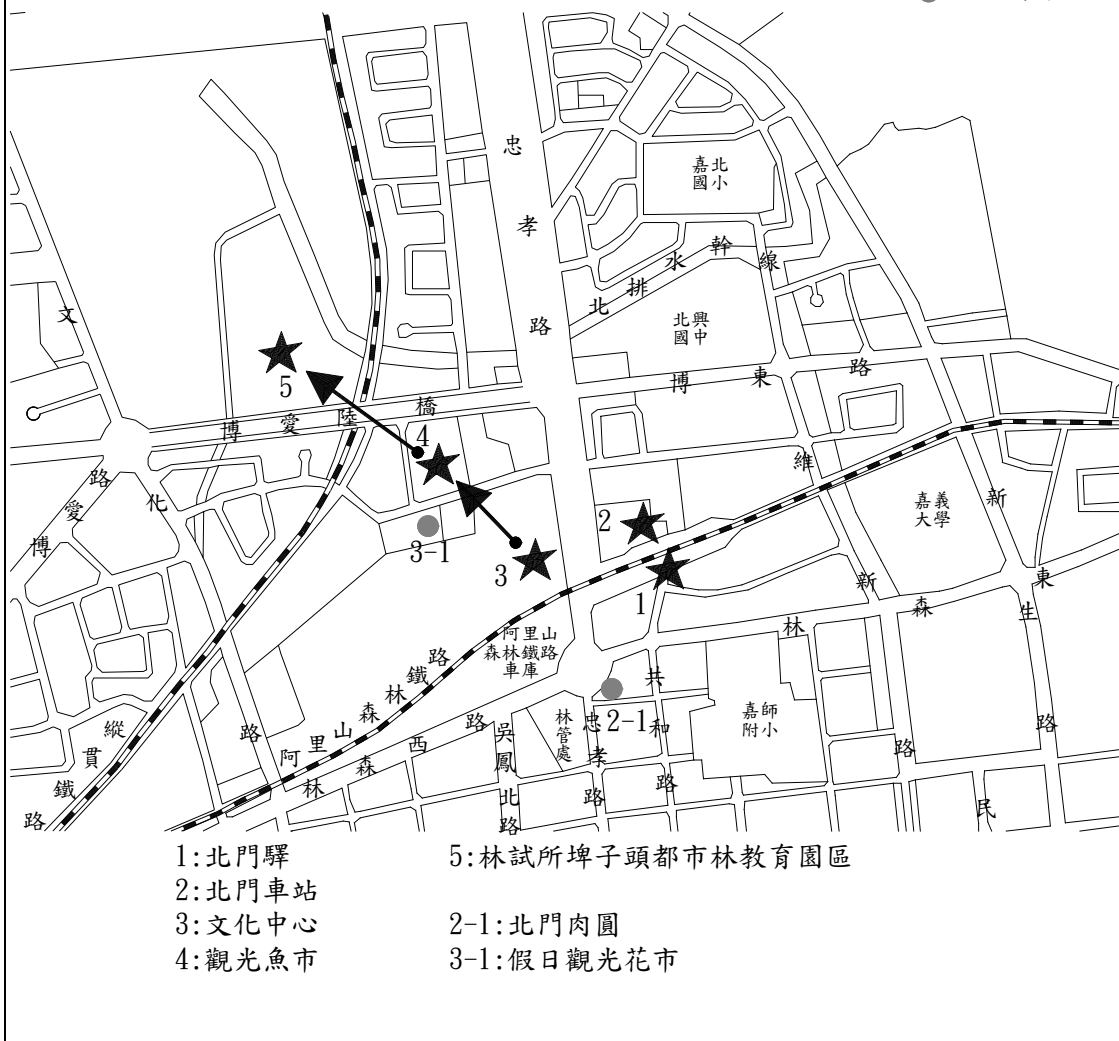 忠孝路
嘉北
國小
北排水幹線
北興
國中
文化路
博東路
博愛陸橋
5
4
3-1
3
2
1
維新路
嘉義
大學
新生路
博愛路
林森東
阿里山
森林鐵路
車庫
共和路
2-1
忠孝路
林
管
處
嘉師
附小
吳鳳北路
林森西路
阿里山森林鐵路
縱貫鐵路
民
1:北門驛
2:北門車站
3:文化中心
4:觀光魚市
5:林試所埤子頭都市林教育園區
2-1:北門肉圓
3-1:假日觀光花市